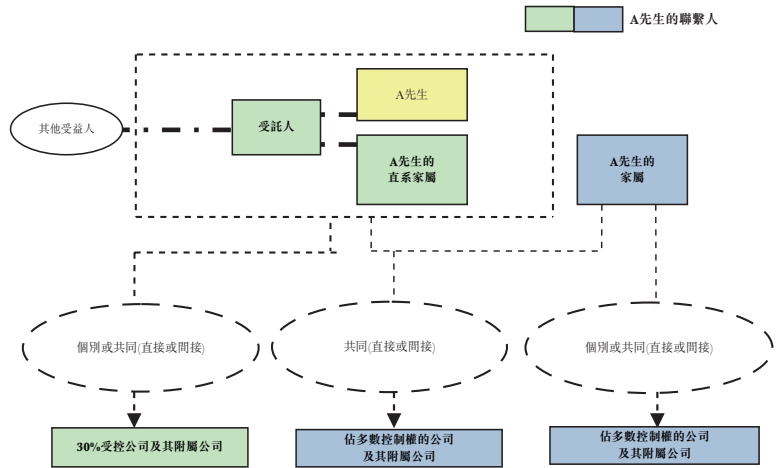 A先生的聯繫人
A先生
其他受益人
受託人
A先生的
直系家屬
A先生的
家屬
個別或共同(直接或間接)
共同(直接或間接)
個別或共同(直接或間接)
30%受控公司及其附屬公司
佔多數控制權的公司
及其附屬公司
佔多數控制權的公司
及其附屬公司